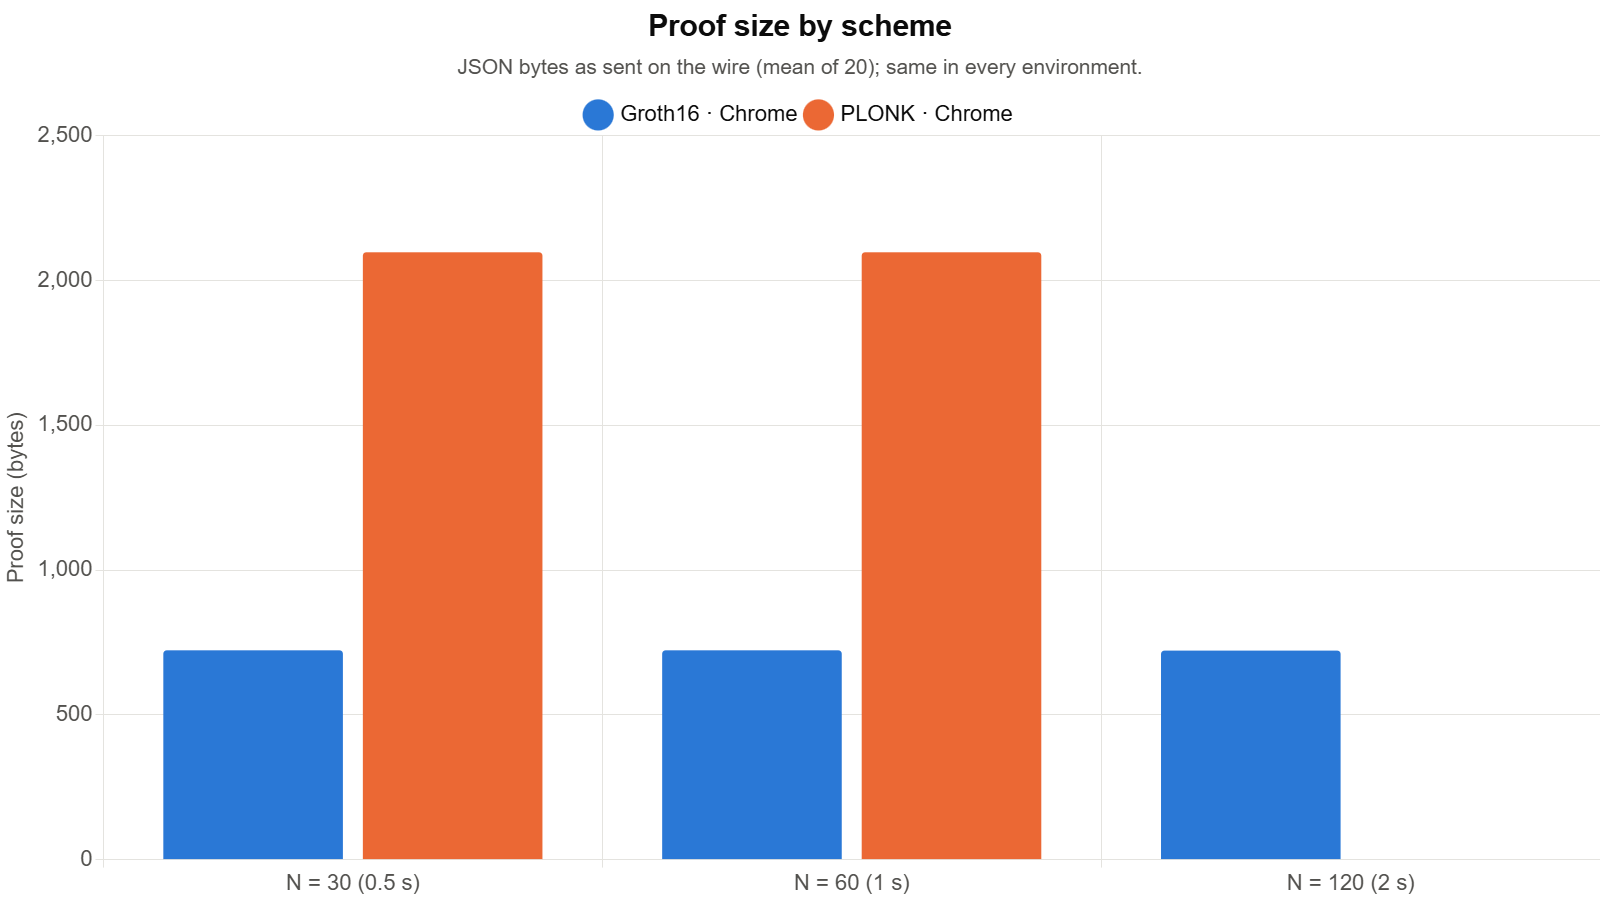 Proof size by scheme
JSON bytes as sent on the wire (mean of 20); same in every environment.
Groth16 · Chrome PLONK · Chrome
2,500
2,000
1,500
1,000
500
0
Proof size (bytes)
N = 30 (0.5 s) N = 60 (1 s) N = 120 (2 s)